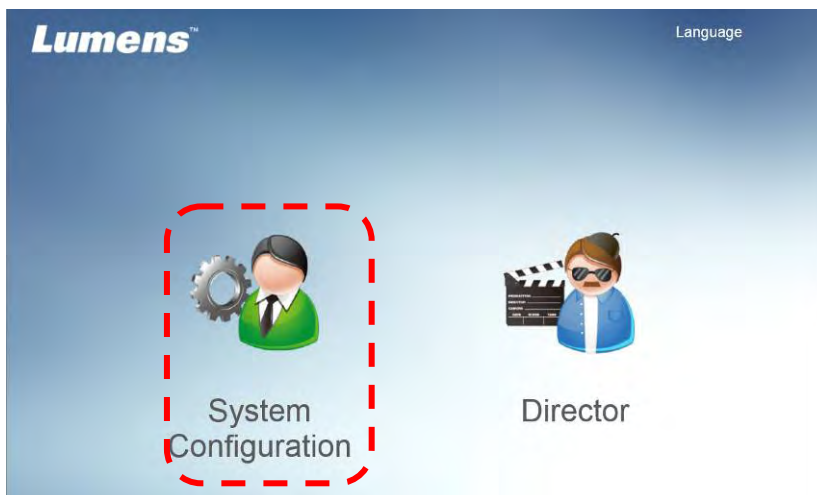 Lumens™
Language
System
Configuration
Director